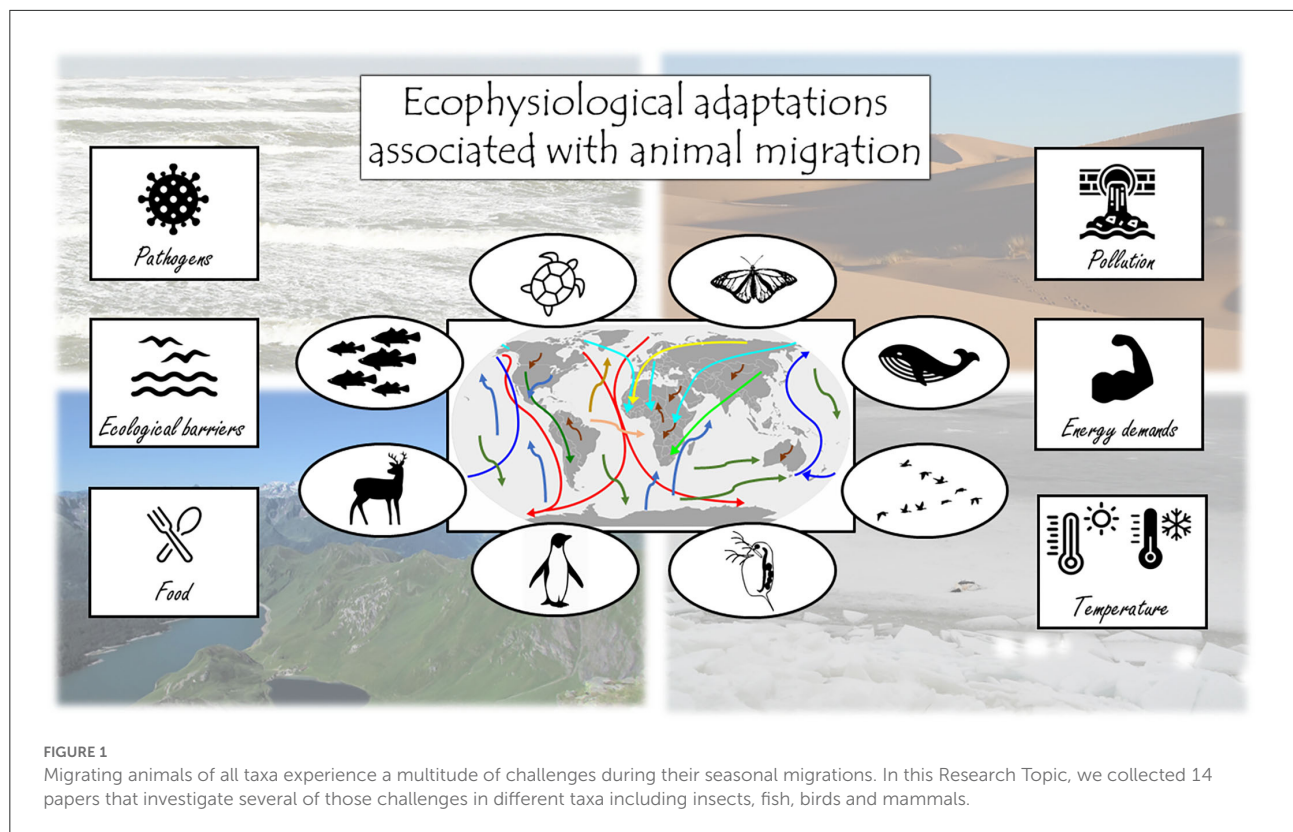 Ecophysiological adaptations
associated with animal migration
Pathogens
Ecological barriers
Food
Pollution
Energy demands
Temperature
FIGURE 1
Migrating animals of all taxa experience a multitude of challenges during their seasonal migrations. In this Research Topic, we collected 14
papers that investigate several of those challenges in different taxa including insects, fish, birds and mammals.